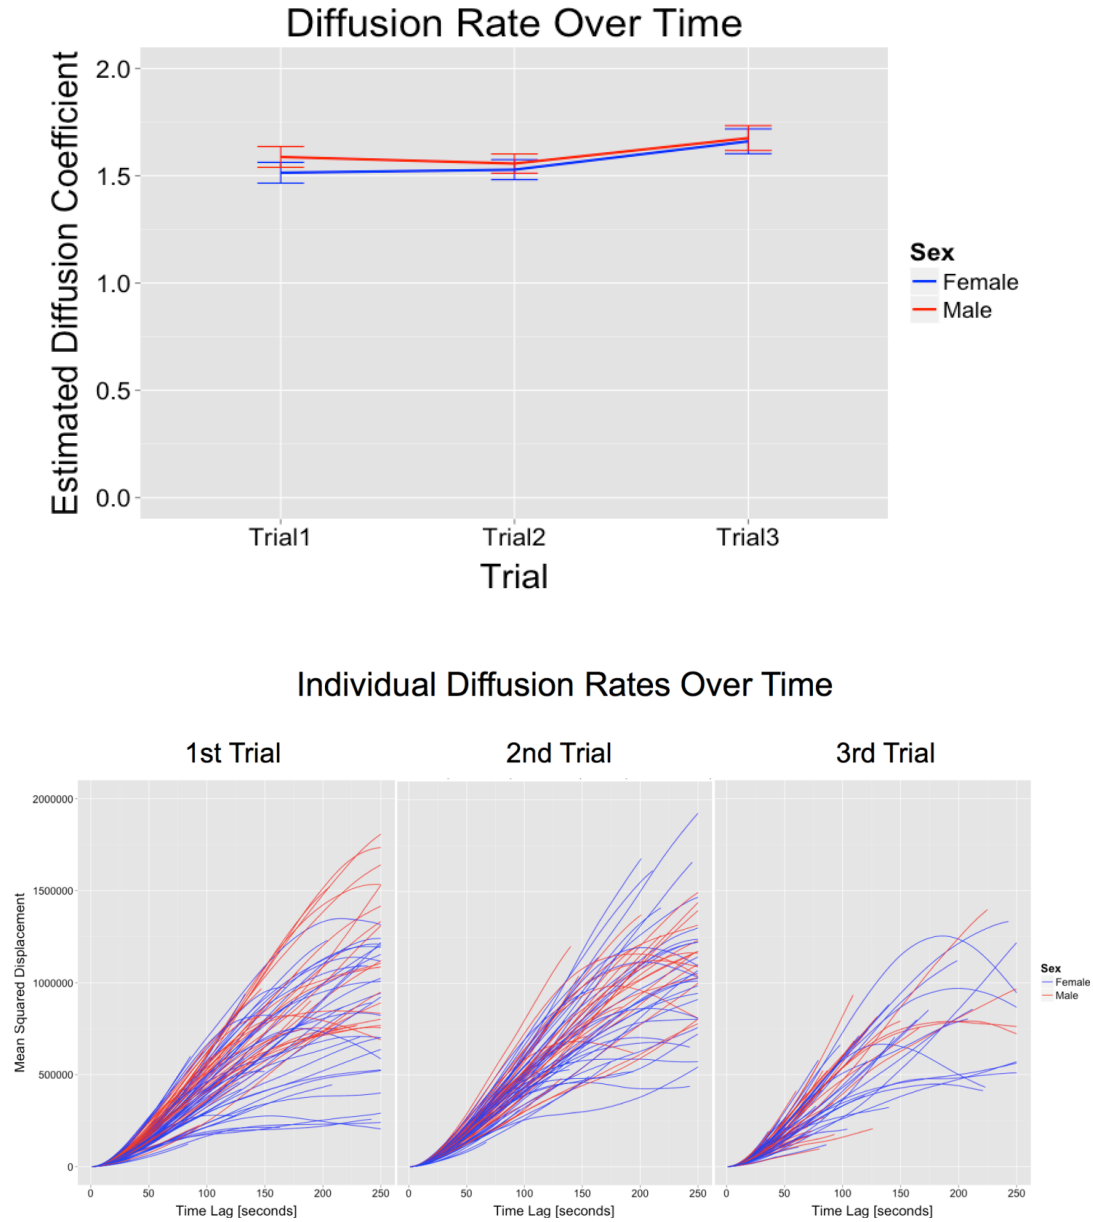 Diffusion Rate Over Time
Estimated Diffusion Coefficient
2.0
1.5
1.0
0.5
0.0
Trial1 Trial2 Trial3
Trial
Sex
Female
Male
Individual Diffusion Rates Over Time
1st Trial 2nd Trial 3rd Trial
Mean Squared Displacement
2000000
1500000
1000000
500000
0
0 50 100 150 200 250 0 50 100 150 200 250 0 50 100 150 200 250
Time Lag [seconds] Time Lag [seconds] Time Lag [seconds]
Sex
Female
Male